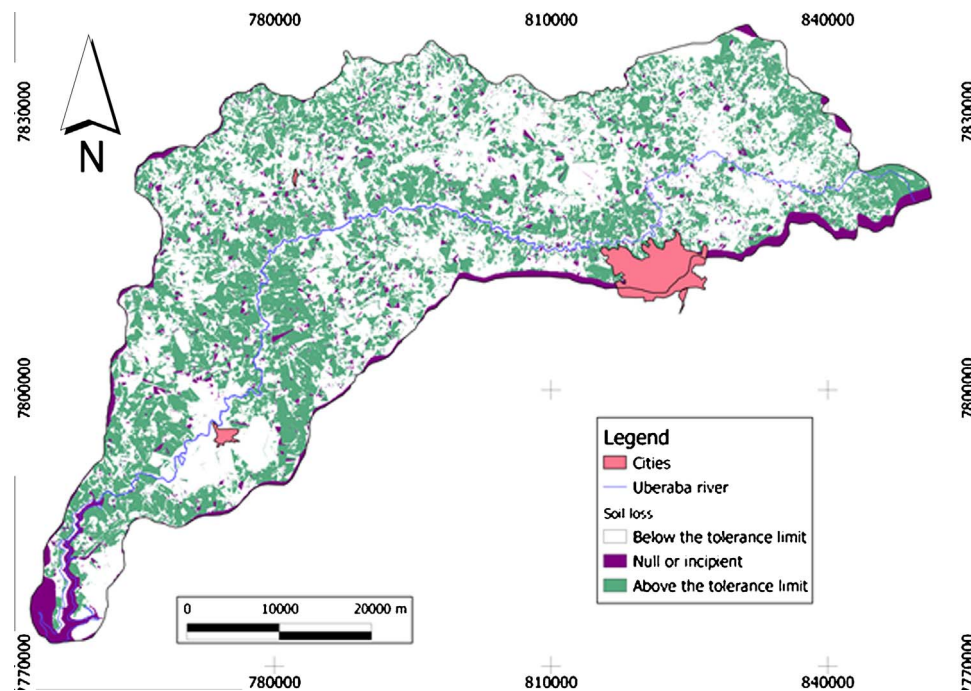 780000 810000 840000
7830000 7830000
N
7800000 7800000
Legend
Cities
Uberaba river
Soil loss
Below the tolerance limit
Null or incipient
Above the tolerance limit
0 10000 20000 m
7770000 7770000
780000 810000 840000